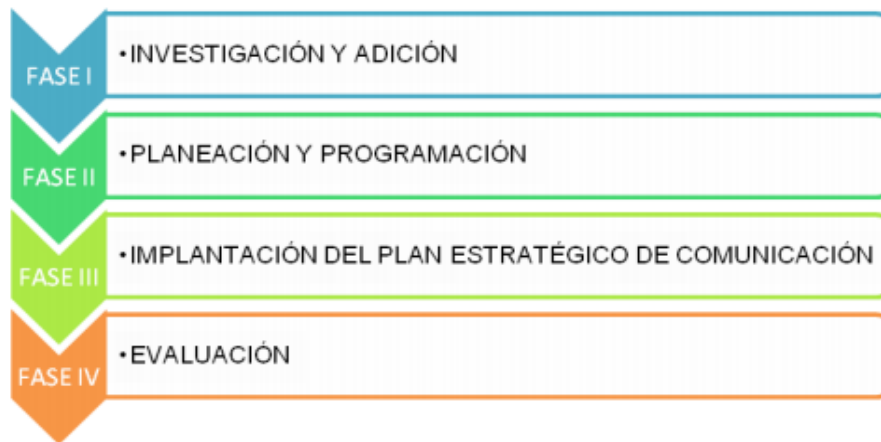 FASE I
•INVESTIGACIÓN Y ADICIÓN
FASE II
•PLANEACIÓN Y PROGRAMACIÓN
FASE III
•IMPLANTACIÓN DEL PLAN ESTRATÉGICO DE COMUNICACIÓN
FASE IV
•EVALUACIÓN